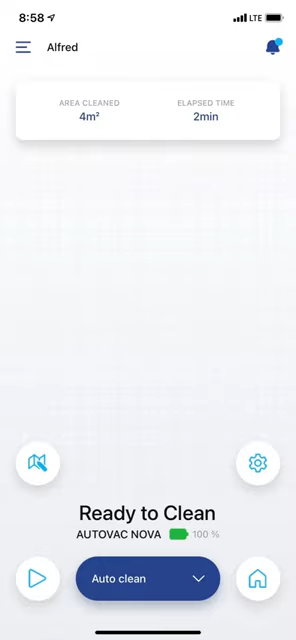 8:58 LTE
Alfred
AREA CLEANED ELAPSED TIME
4m² 2min
Ready to Clean
AUTOVAC NOVA 100 %
Auto clean